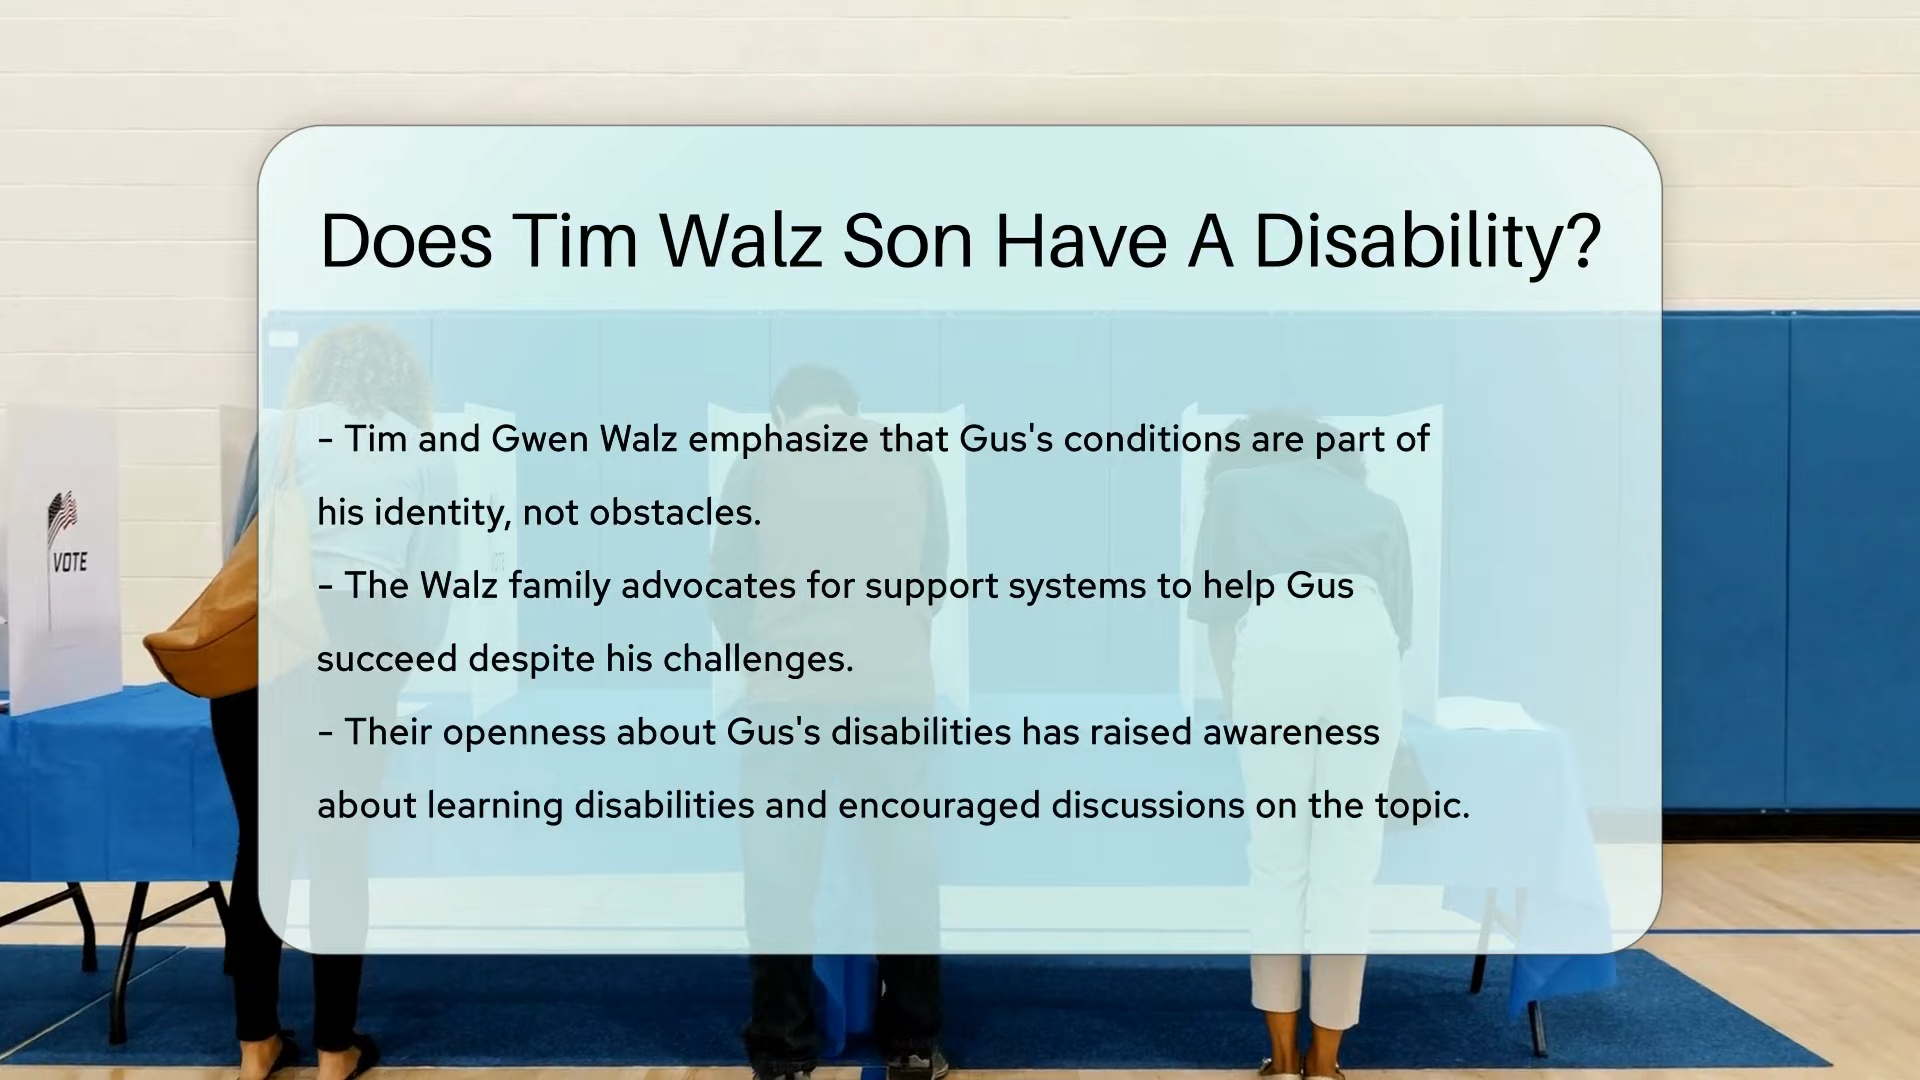 Does Tim Walz Son Have A Disability?
– Tim and Gwen Walz emphasize that Gus's conditions are part of
his identity, not obstacles.
– The Walz family advocates for support systems to help Gus
succeed despite his challenges.
– Their openness about Gus's disabilities has raised awareness
about learning disabilities and encouraged discussions on the topic.
VOTE